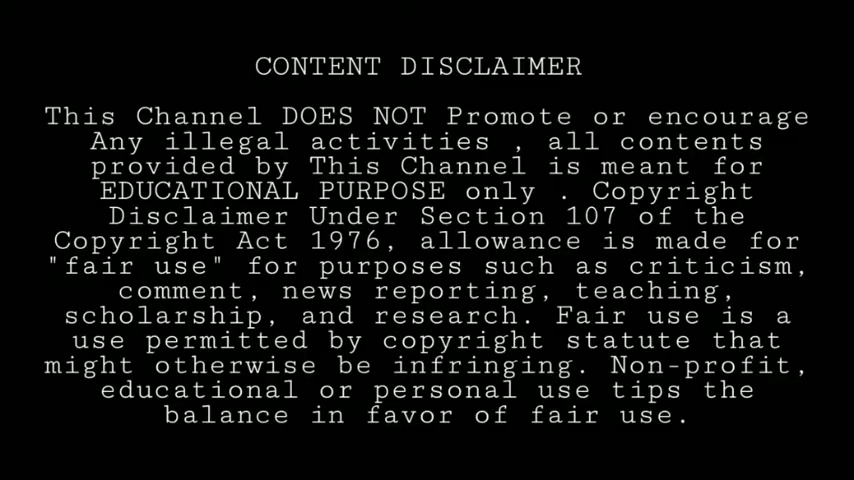 CONTENT DISCLAIMER
This Channel DOES NOT Promote or encourage
Any illegal activities , all contents
provided by This Channel is meant for
EDUCATIONAL PURPOSE only . Copyright
Disclaimer Under Section 107 of the
Copyright Act 1976, allowance is made for
"fair use" for purposes such as criticism,
comment, news reporting, teaching,
scholarship, and research. Fair use is a
use permitted by copyright statute that
might otherwise be infringing. Non-profit,
educational or personal use tips the
balance in favor of fair use.